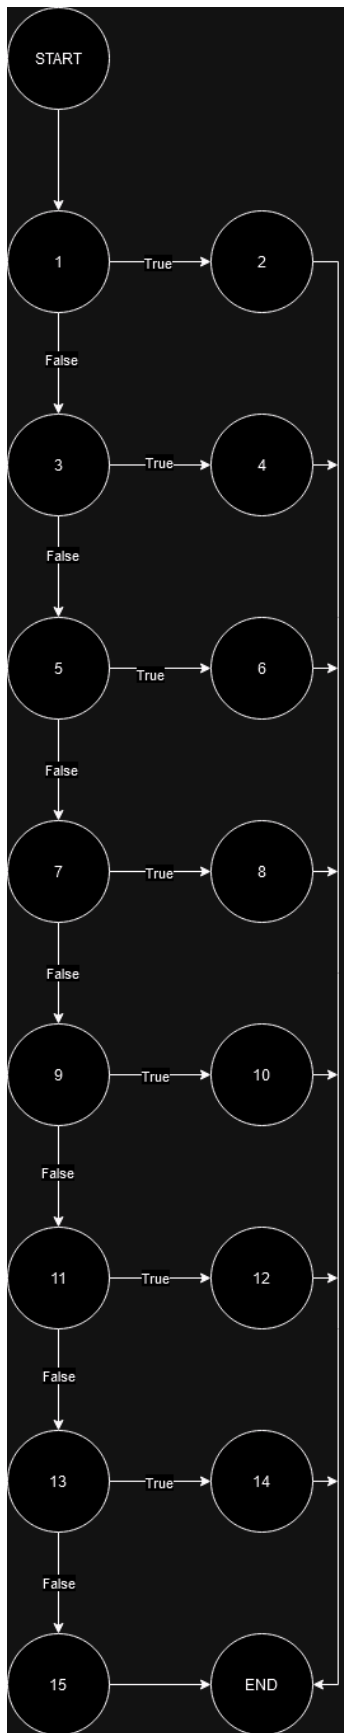 START
1
True
2
False
3
True
4
False
5
True
6
False
7
True
8
False
9
True
10
False
11
True
12
False
13
True
14
False
15
END